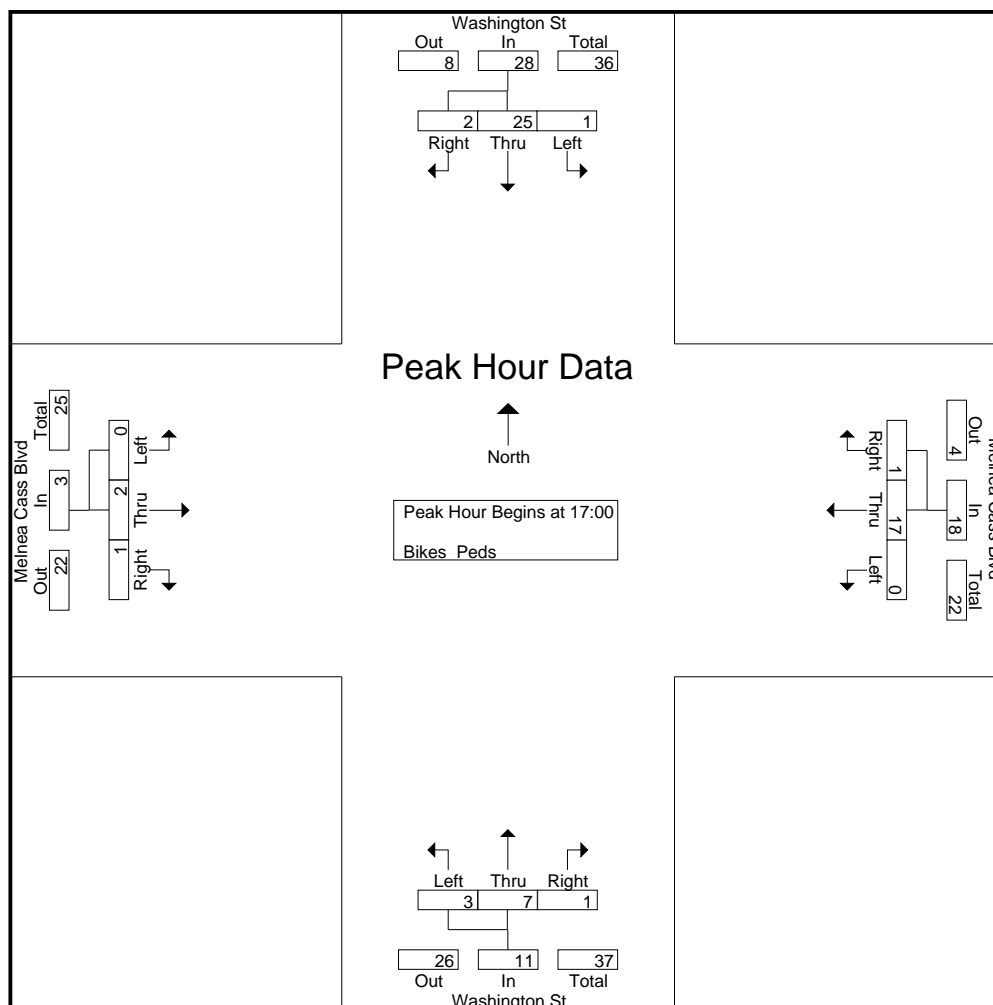 Washington St
Out In Total
8 28 36
2 25 1
Right Thru Left
Peak Hour Data
North
Peak Hour Begins at 17:00
Bikes Peds
Melnea Cass Blvd
Out In Total
22 3 25
0 2 1
Left Thru Right
Right Thru Left
1 17 0
Out In Total
4 18 22
Melnea Cass Blvd
Left Thru Right
3 7 1
26 11 37
Out In Total
Washington St